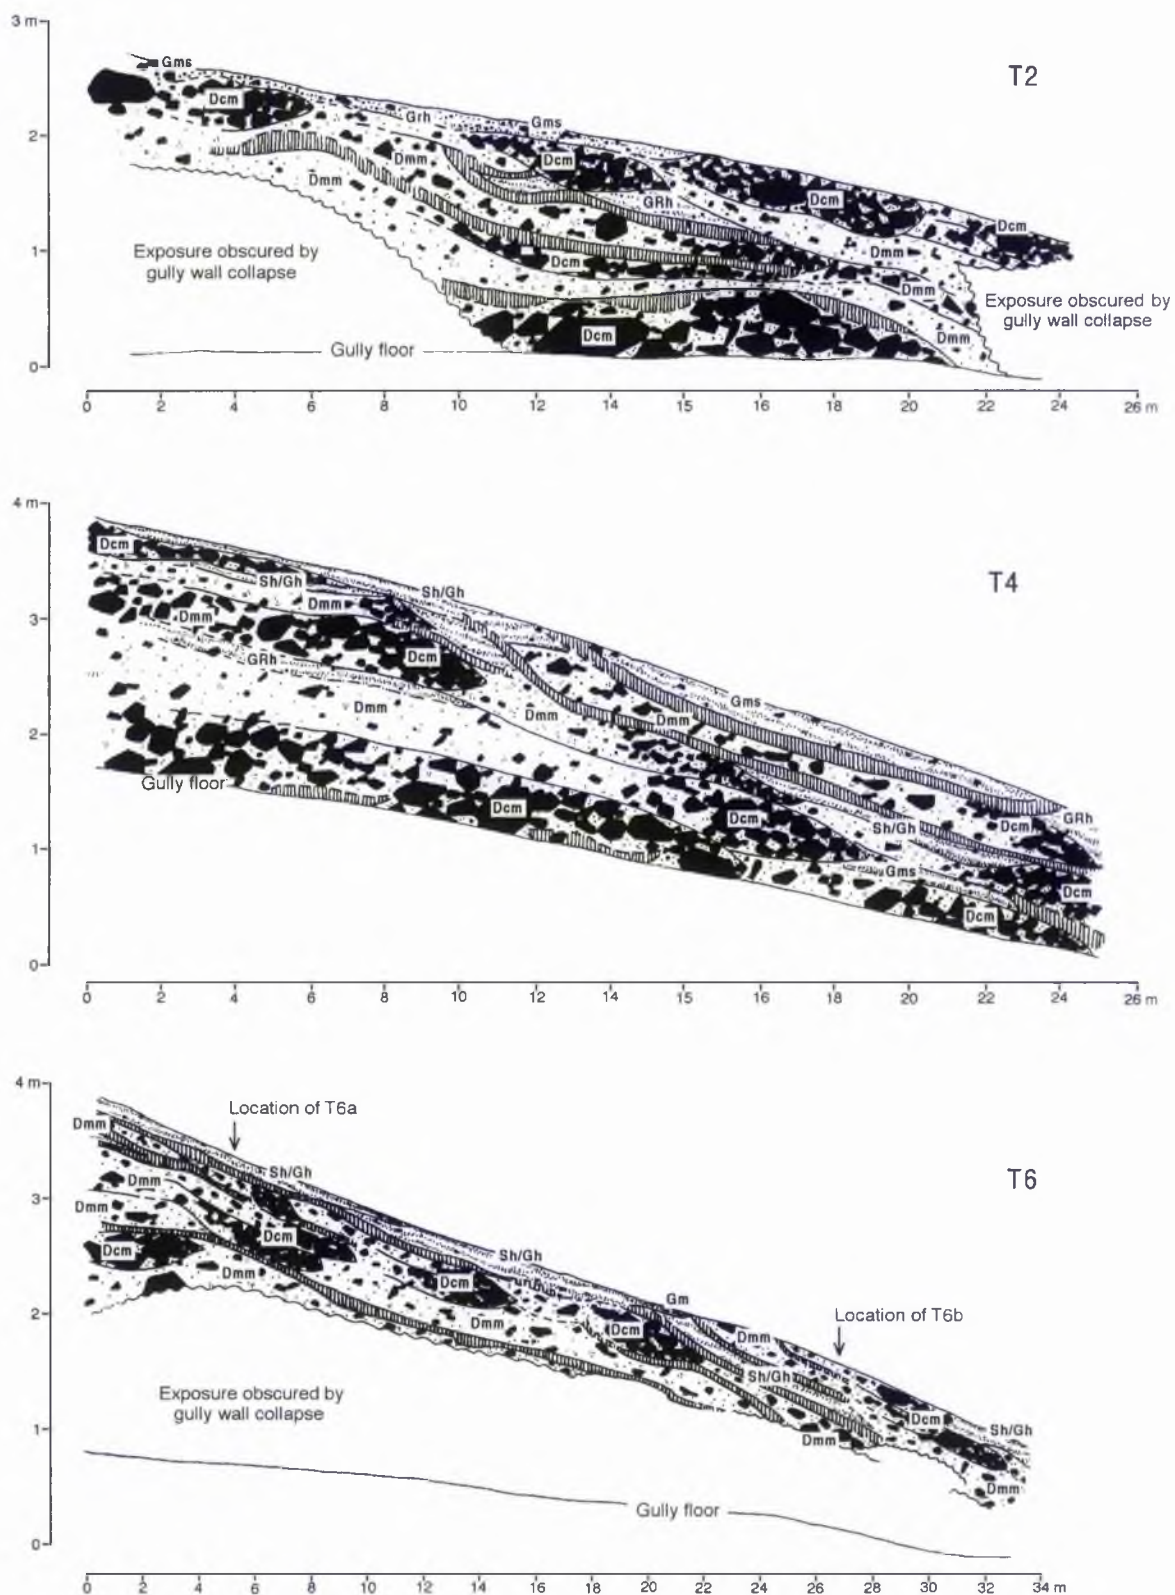 3 m
T2
Gms
Dcm
Grh
Gms
2
Dmm
Dcm
Dmm
GRh
Dcm
Dcm
Exposure obscured by
gully wall collapse
1
Dcm
Dmm
Dmm
Exposure obscured by
gully wall collapse
Dcm
Dmm
Gully floor
0
0 2 4 6 8 10 12 14 15 16 18 20 22 24 26 m
4 m
T4
Dcm
Sh/Gh
Sh/Gh
Dmm
3
Dmm
Dcm
GRh
Dmm
Dmm
Dmm
Gms
2
Gully floor
Dcm
Dcm
Sh/Gh
Dcm
GRh
1
Gms
Dcm
Dcm
0
0 2 4 6 8 10 12 14 15 16 18 20 22 24 26 m
4 m
Location of T6a
Dmm
T6
Sh/Gh
Dmm
3
Dmm
Dcm
Dcm
Sh/Gh
Dmm
Dcm
Gm
Location of T6b
2
Dmm
Dcm
Dmm
Sh/Gh
Exposure obscured by
gully wall collapse
Dcm
Sh/Gh
Dmm
1
Dmm
Gully floor
0
0 2 4 6 8 10 12 14 16 18 20 22 24 26 28 30 32 34 m